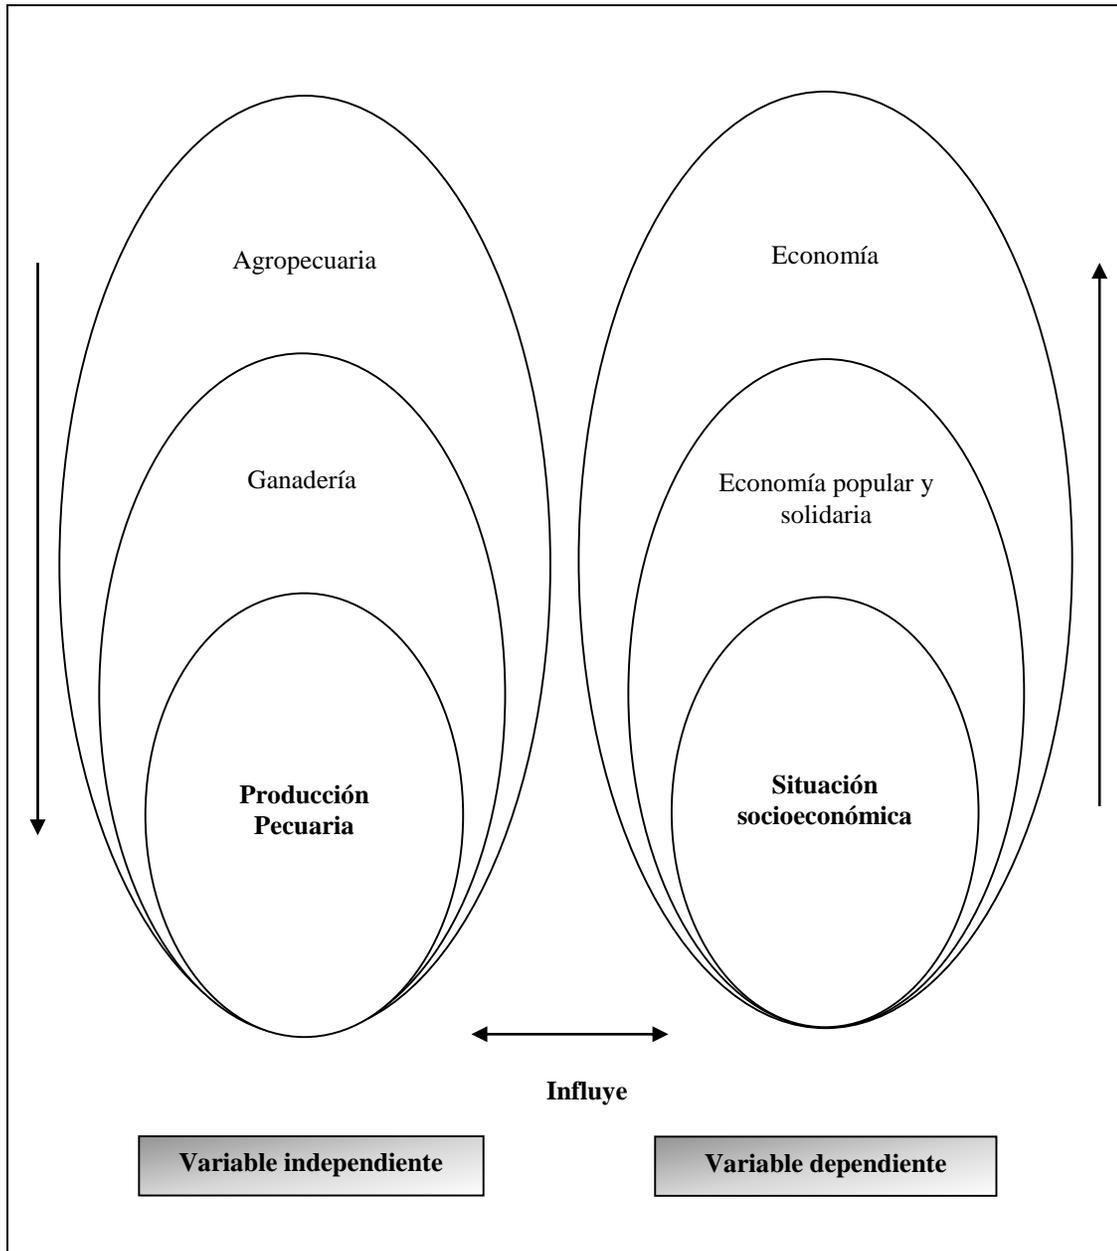 Agropecuaria
Ganadería
Producción
Pecuaria
Economía
Economía popular y
solidaria
Situación
socioeconómica
Influye
Variable independiente
Variable dependiente